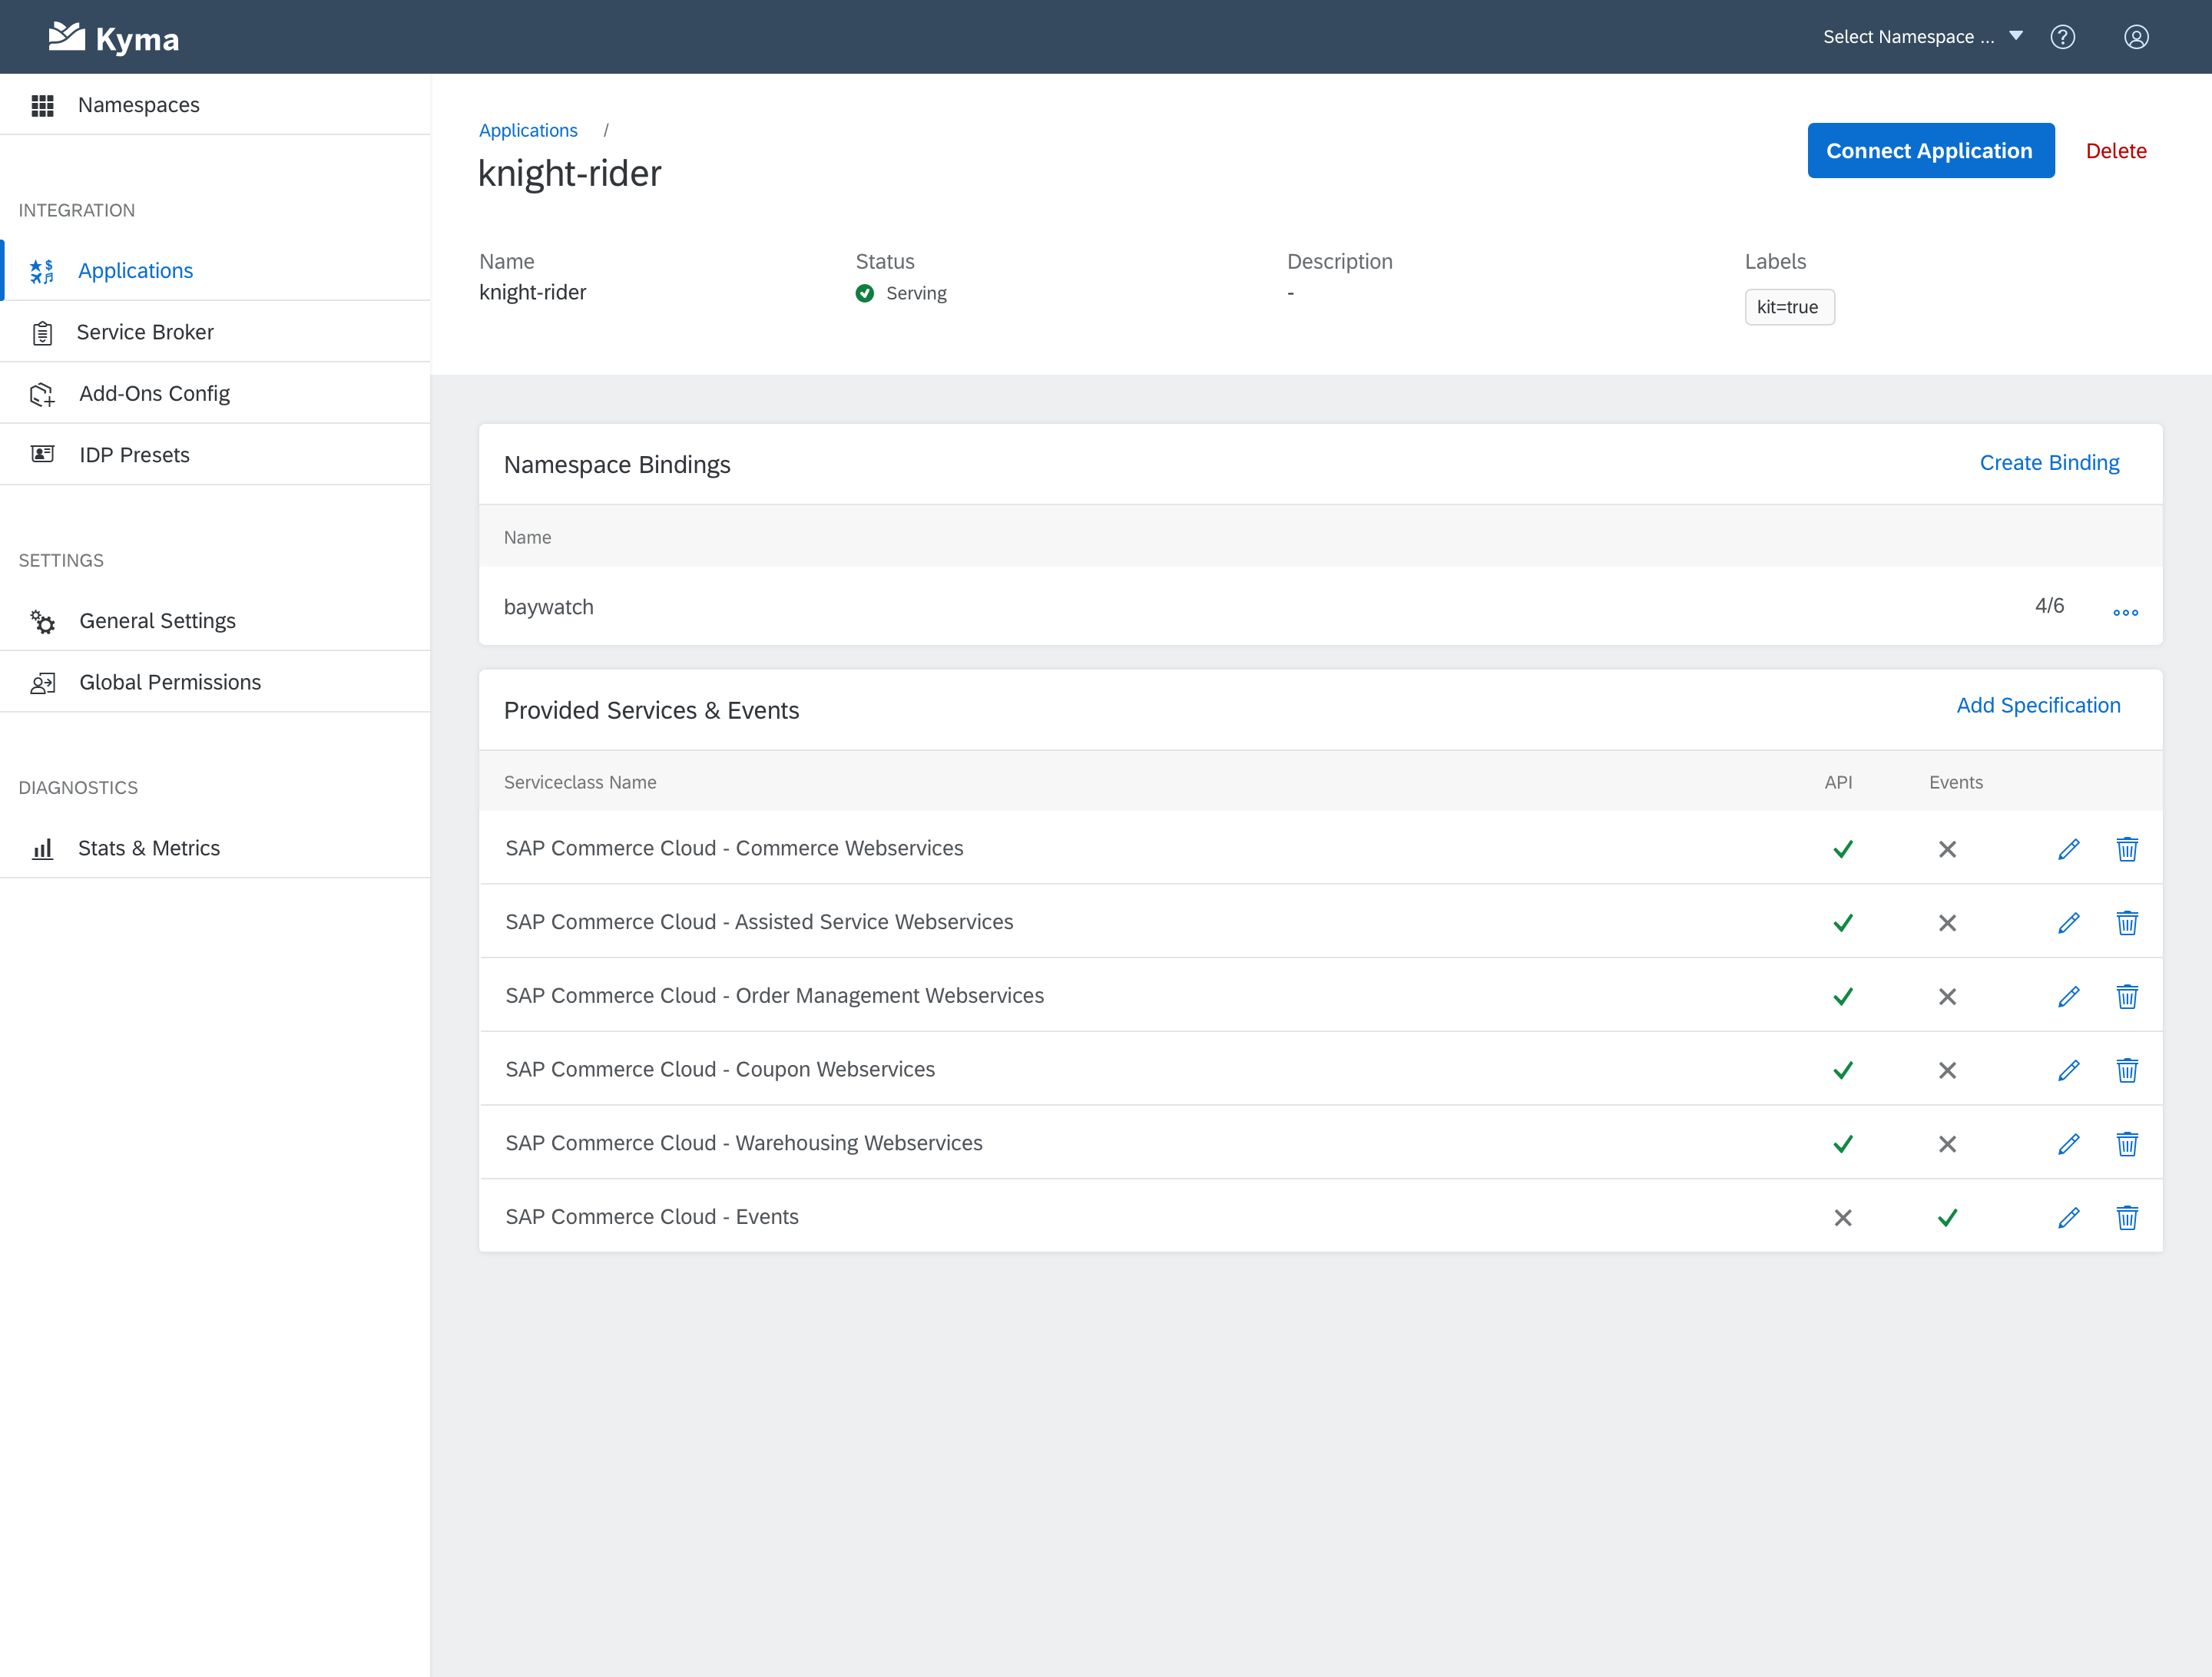 Kyma
Select Namespace ...
Namespaces
INTEGRATION
Applications
Service Broker
Add-Ons Config
IDP Presets
SETTINGS
General Settings
Global Permissions
DIAGNOSTICS
Stats & Metrics
Applications /
knight-rider
Connect Application
Delete
Name
knight-rider
Status
Serving
Description
-
Labels
kit=true
Namespace Bindings
Create Binding
Name
baywatch 4/6
Provided Services & Events
Add Specification
Serviceclass Name API Events
SAP Commerce Cloud - Commerce Webservices
SAP Commerce Cloud - Assisted Service Webservices
SAP Commerce Cloud - Order Management Webservices
SAP Commerce Cloud - Coupon Webservices
SAP Commerce Cloud - Warehousing Webservices
SAP Commerce Cloud - Events